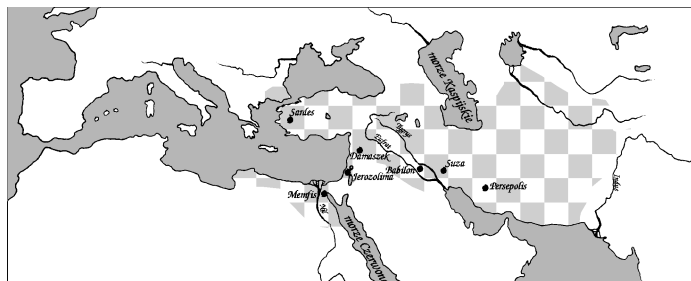 morze Kaspijskie
Sardes
Tygrys
Eufrat
Damaszek
Babilon
Suza
Jerozolima
Memfis
Persepolis
Indus
Nil
morze Czerwone